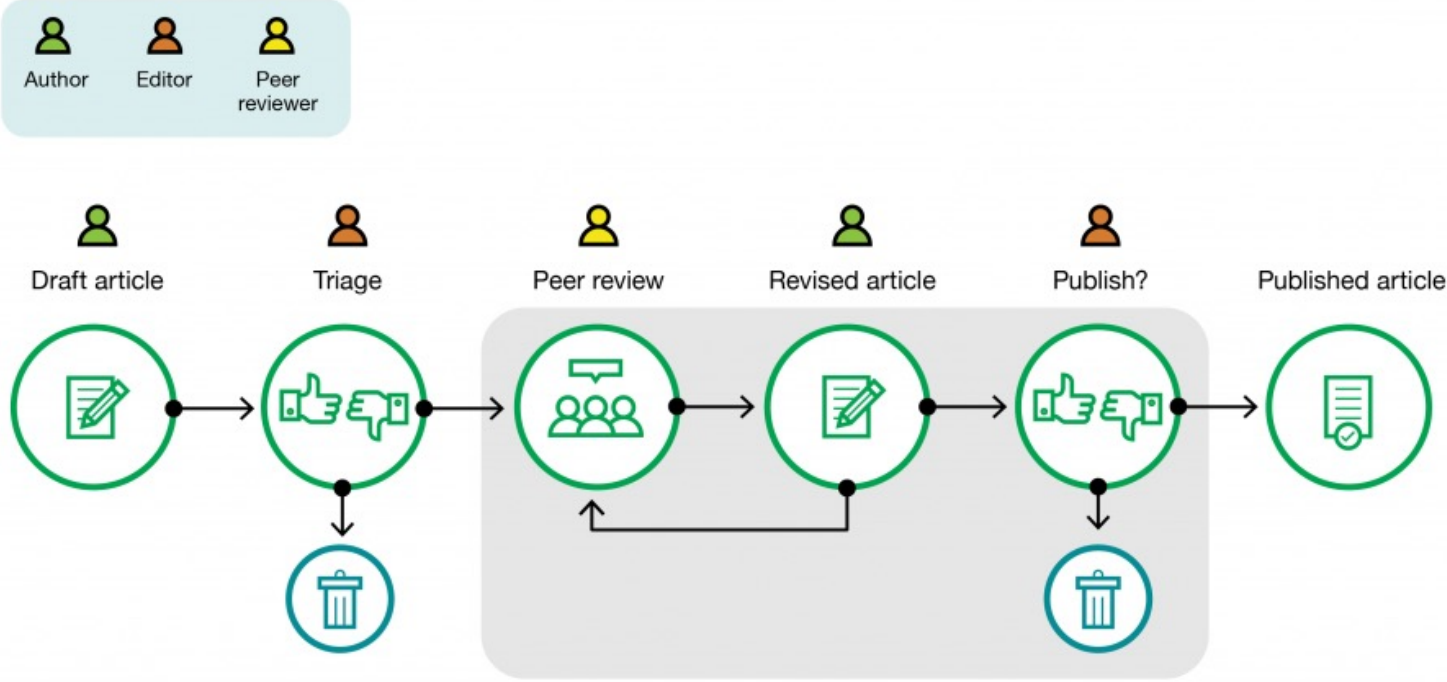 Author
Editor
Peer
reviewer
Draft article
Triage
Peer review
Revised article
Publish?
Published article